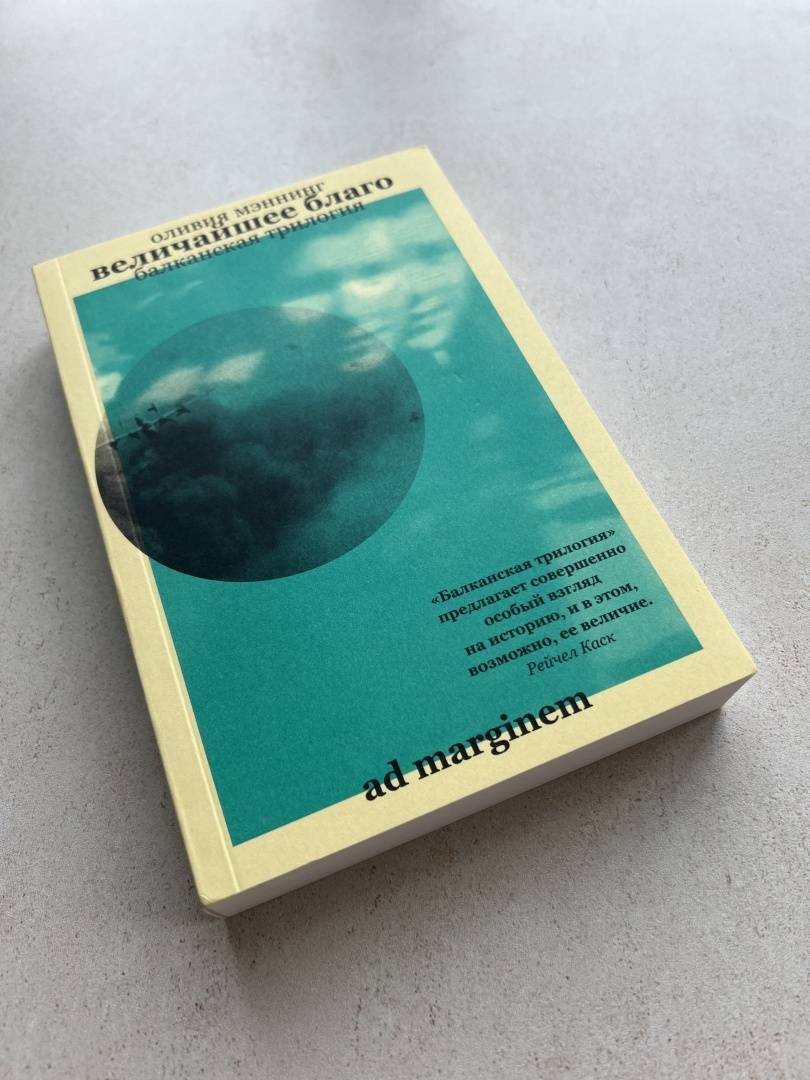 оливия мэннинг
величайшее благо
балканская трилогия
«Балканская трилогия»
предлагает совершенно
особый взгляд
на историю, и в этом,
возможно, ее величие.
Рейчел Каск
ad marginem